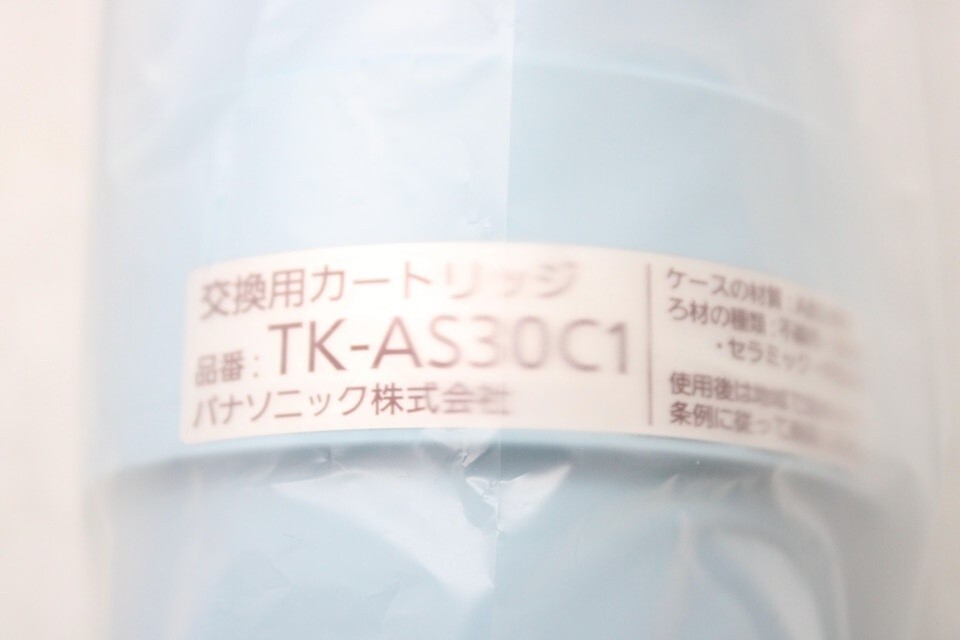 交換用カートリッジ
品番：TK-AS30C1
パナソニック株式会社
ケースの材質：
ろ材の種類：
・セラミック
使用後は地域
条例に従って